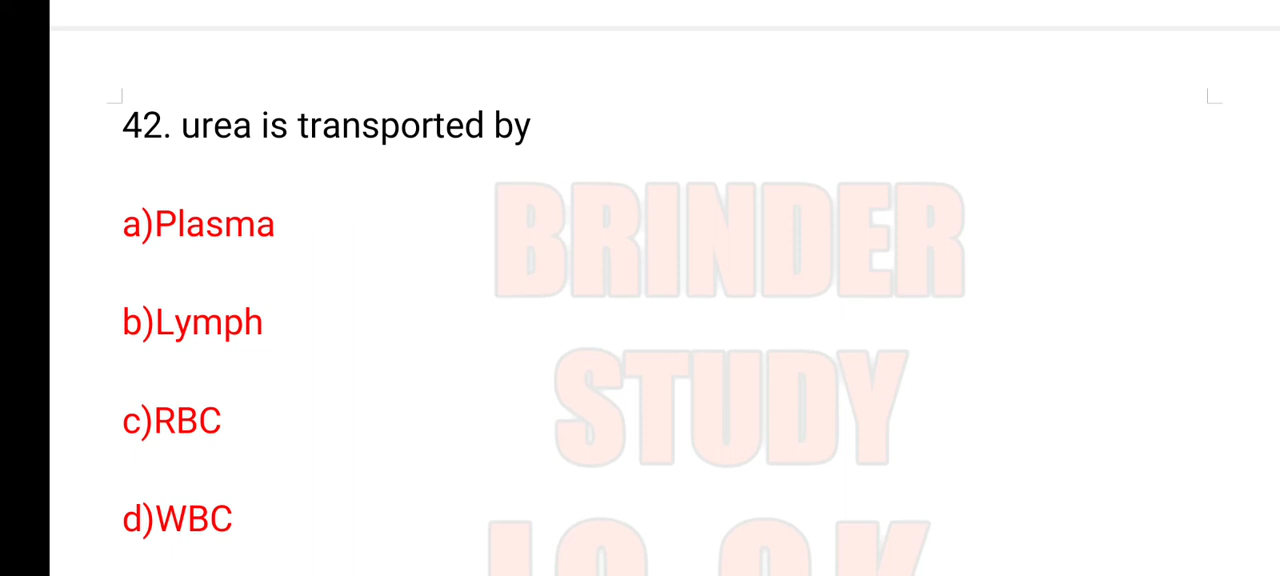 42. urea is transported by
BRINDER
a)Plasma
b)Lymph
STUDY
c)RBC
d)WBC